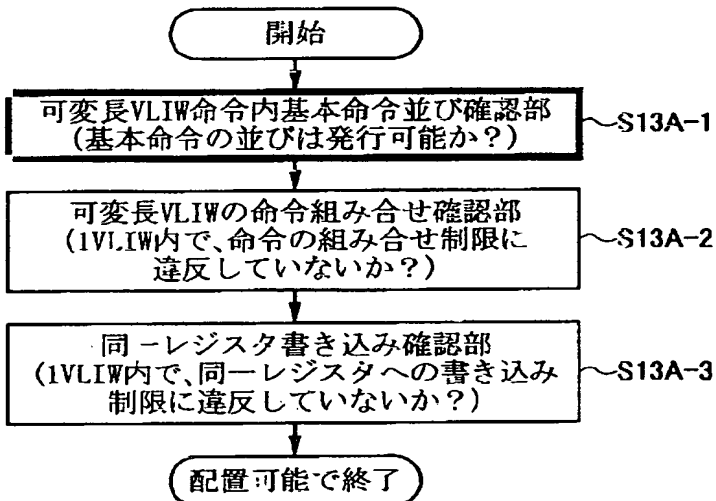 開始
可変長VLIW命令内基本命令並び確認部
(基本命令の並びは発行可能か?)
S13A-1
可変長VLIWの命令組み合せ確認部
(1VLIW内で、命令の組み合せ制限に
違反していないか?)
S13A-2
同一レジスタ書き込み確認部
(1VLIW内で、同一レジスタへの書き込み
制限に違反していないか?)
S13A-3
配置可能で終了